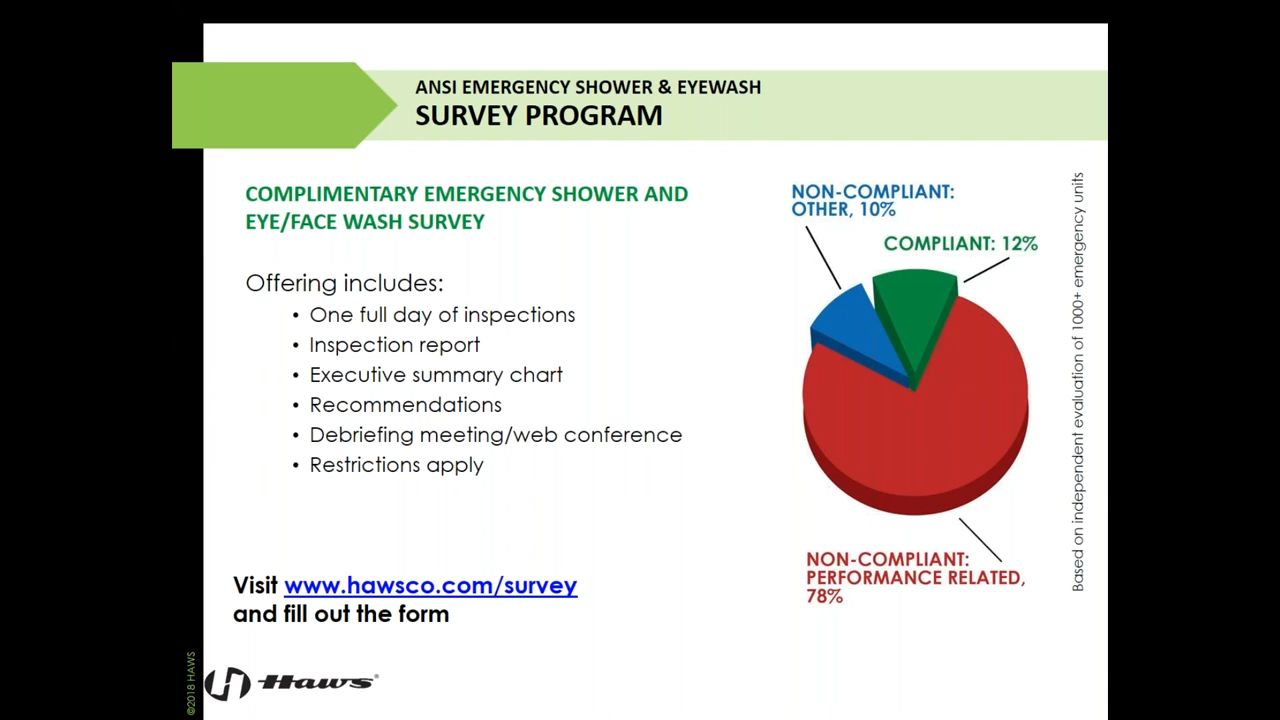 ANSI EMERGENCY SHOWER & EYEWASH
SURVEY PROGRAM
COMPLIMENTARY EMERGENCY SHOWER AND
EYE/FACE WASH SURVEY
Offering includes:
• One full day of inspections
• Inspection report
• Executive summary chart
• Recommendations
• Debriefing meeting/web conference
• Restrictions apply
Visit www.hawsco.com/survey
and fill out the form
NON-COMPLIANT:
OTHER, 10%
COMPLIANT: 12%
NON-COMPLIANT:
PERFORMANCE RELATED,
78%
Based on independent evaluation of 1000+ emergency units
©2018 HAWS
Haws®